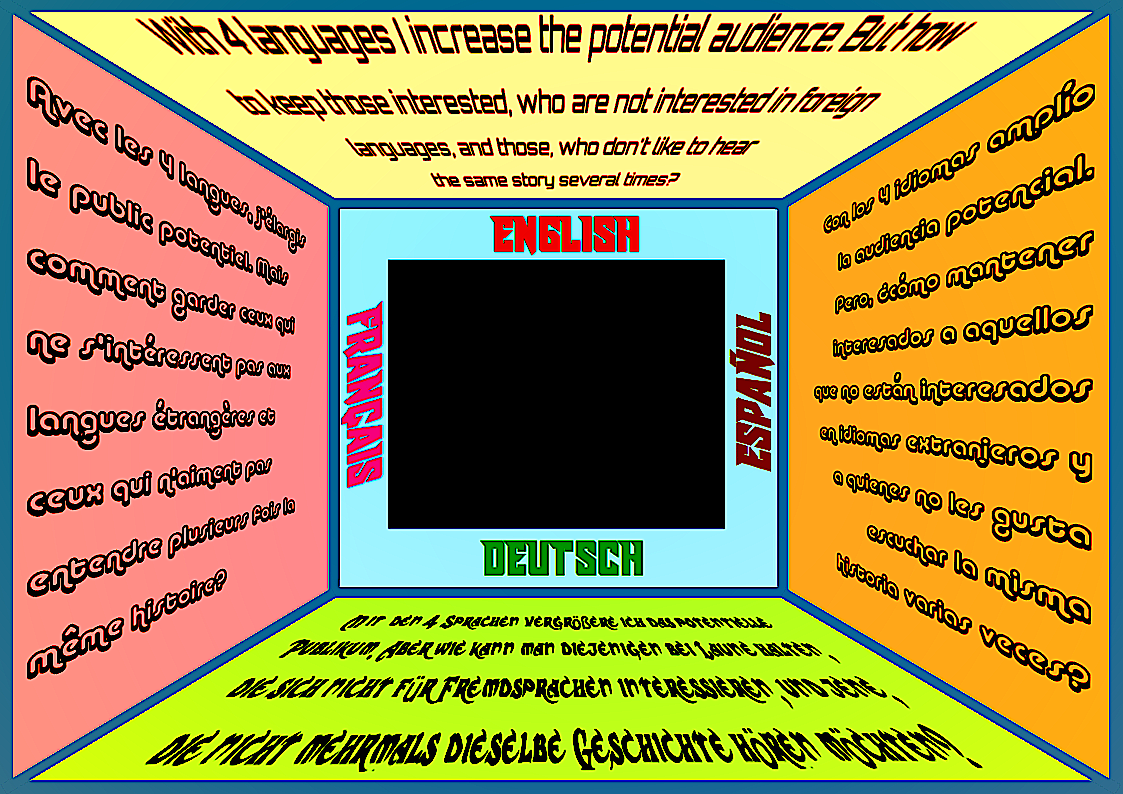 With 4 languages I increase the potential audience. But how
to keep those interested, who are not interested in foreign
languages, and those, who don't like to hear
the same story several times?
Avec les 4 langues, j'élargis
le public potentiel. Mais
comment garder ceux qui
ne s'intéressent pas aux
langues étrangères et
ceux qui n'aiment pas
entendre plusieurs fois la
même histoire?
ENGLISH
FRANÇAIS
ESPAÑOL
DEUTSCH
Con los 4 idiomas amplío
la audiencia potencial.
Pero, ¿cómo mantener
interesados a aquellos
que no están interesados
en idiomas extranjeros y
a quienes no les gusta
escuchar la misma
historia varias veces?
Mit den 4 Sprachen vergrößere ich das potentielle
Publikum. Aber wie kann man diejenigen bei Laune halten,
die sich nicht für Fremdsprachen interessieren, und jene,
die nicht mehrmals dieselbe Geschichte hören möchten?